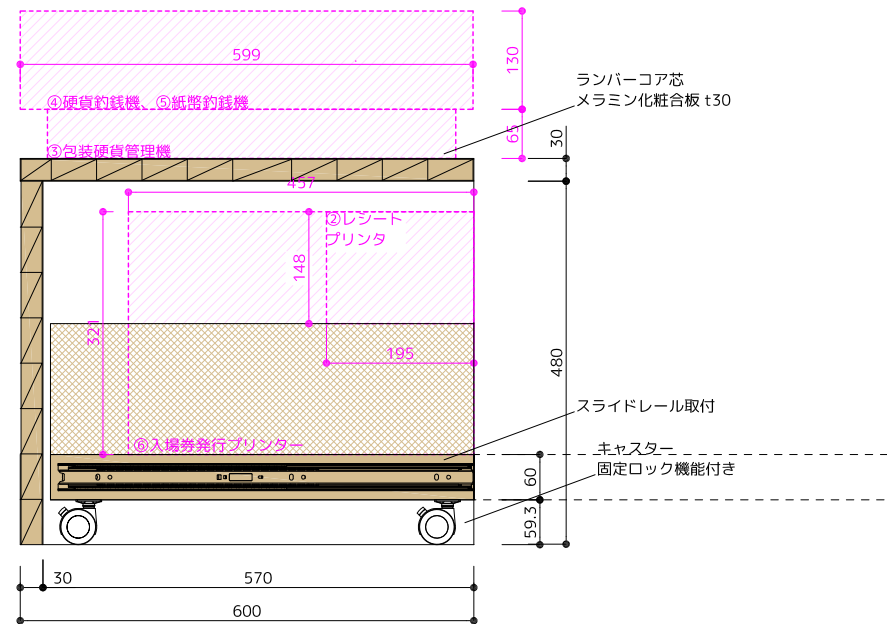 599
130
ランバーコア芯
メラミン化粧合板 t30
④硬貨釣銭機、⑤紙幣釣銭機
65
30
③包装硬貨管理機
457
②レシート
プリンタ
148
321
195
480
スライドレール取付
⑥入場券発行プリンター
キャスター
固定ロック機能付き
60
59.3
30
570
600